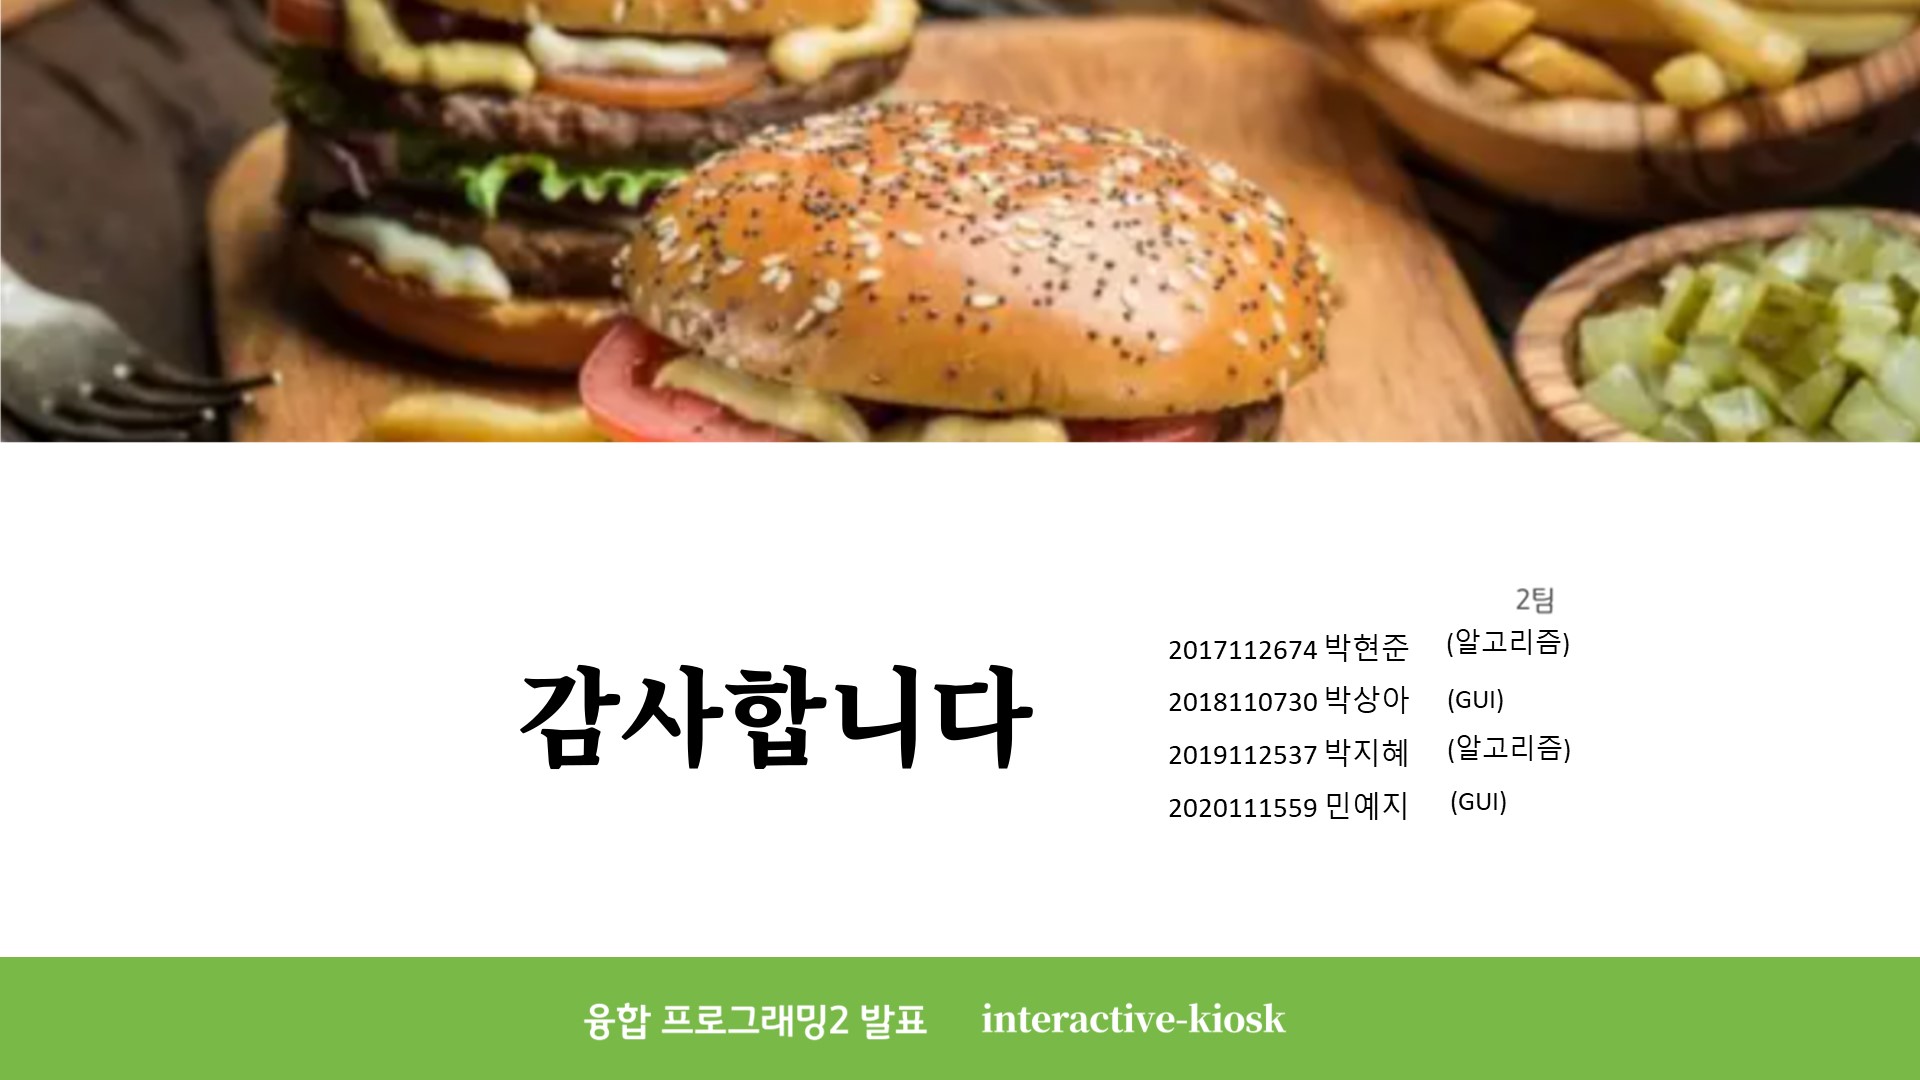 2팀
감사합니다
2017112674 박현준 (알고리즘)
2018110730 박상아 (GUI)
2019112537 박지혜 (알고리즘)
2020111559 민예지 (GUI)
융합 프로그래밍2 발표 interactive-kiosk